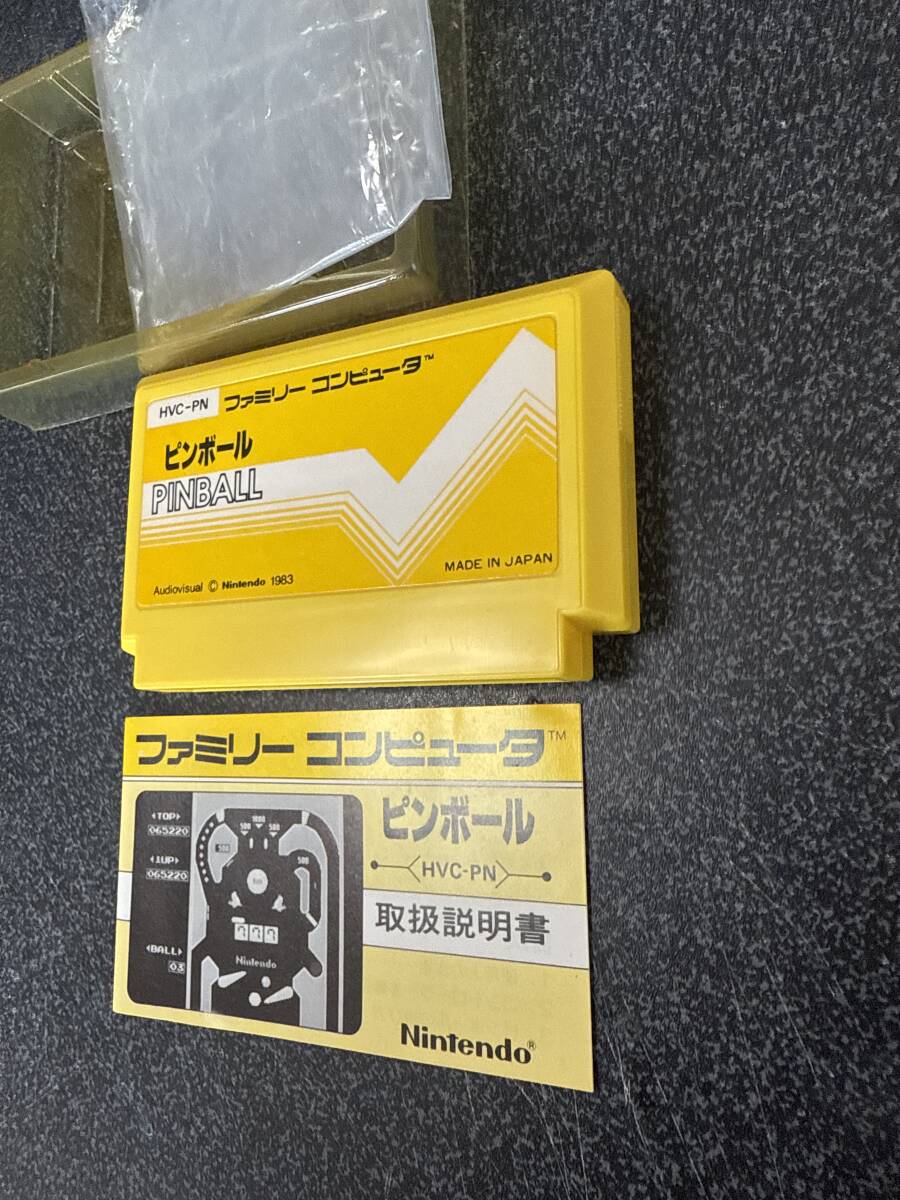 HVC-PN ファミリー コンピュータ™
ピンボール
PINBALL
MADE IN JAPAN
Audiovisual © Nintendo 1983
ファミリー コンピュータ™
ピンボール
HVC-PN
取扱説明書
Nintendo®
<TOP>
065220
<1UP>
065220
<BALL>
03
1000
500 500
500
500
777
Nintendo